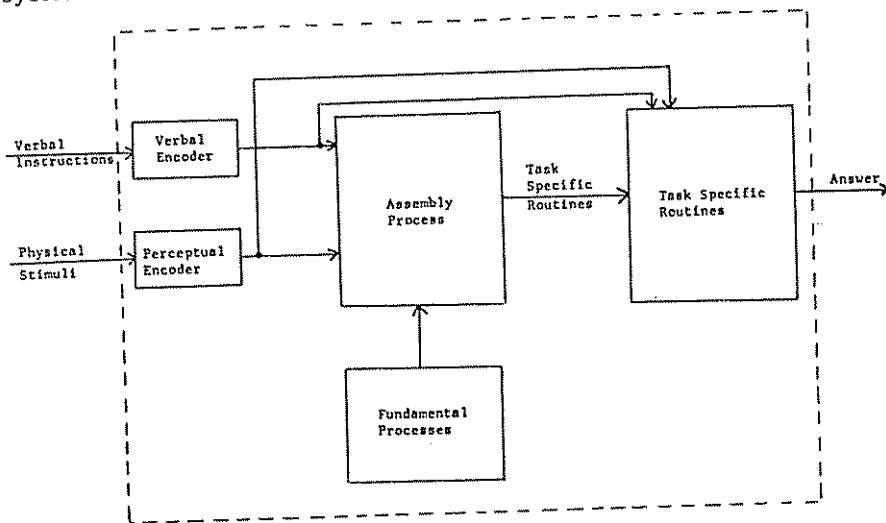 Verbal
Instructions
Verbal
Encoder
Physical
Stimuli
Perceptual
Encoder
Assembly
Process
Task
Specific
Routines
Task Specific
Routines
Answer
Fundamental
Processes